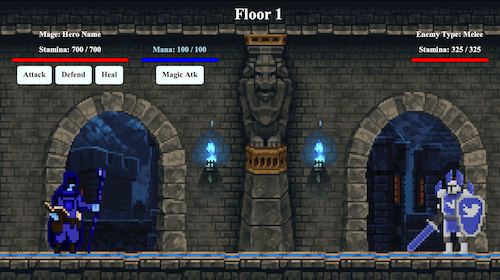 Floor 1
Mage: Hero Name
Stamina: 700 / 700
Mana: 100 / 100
Attack
Defend
Heal
Magic Atk
Enemy Type: Melee
Stamina: 325 / 325